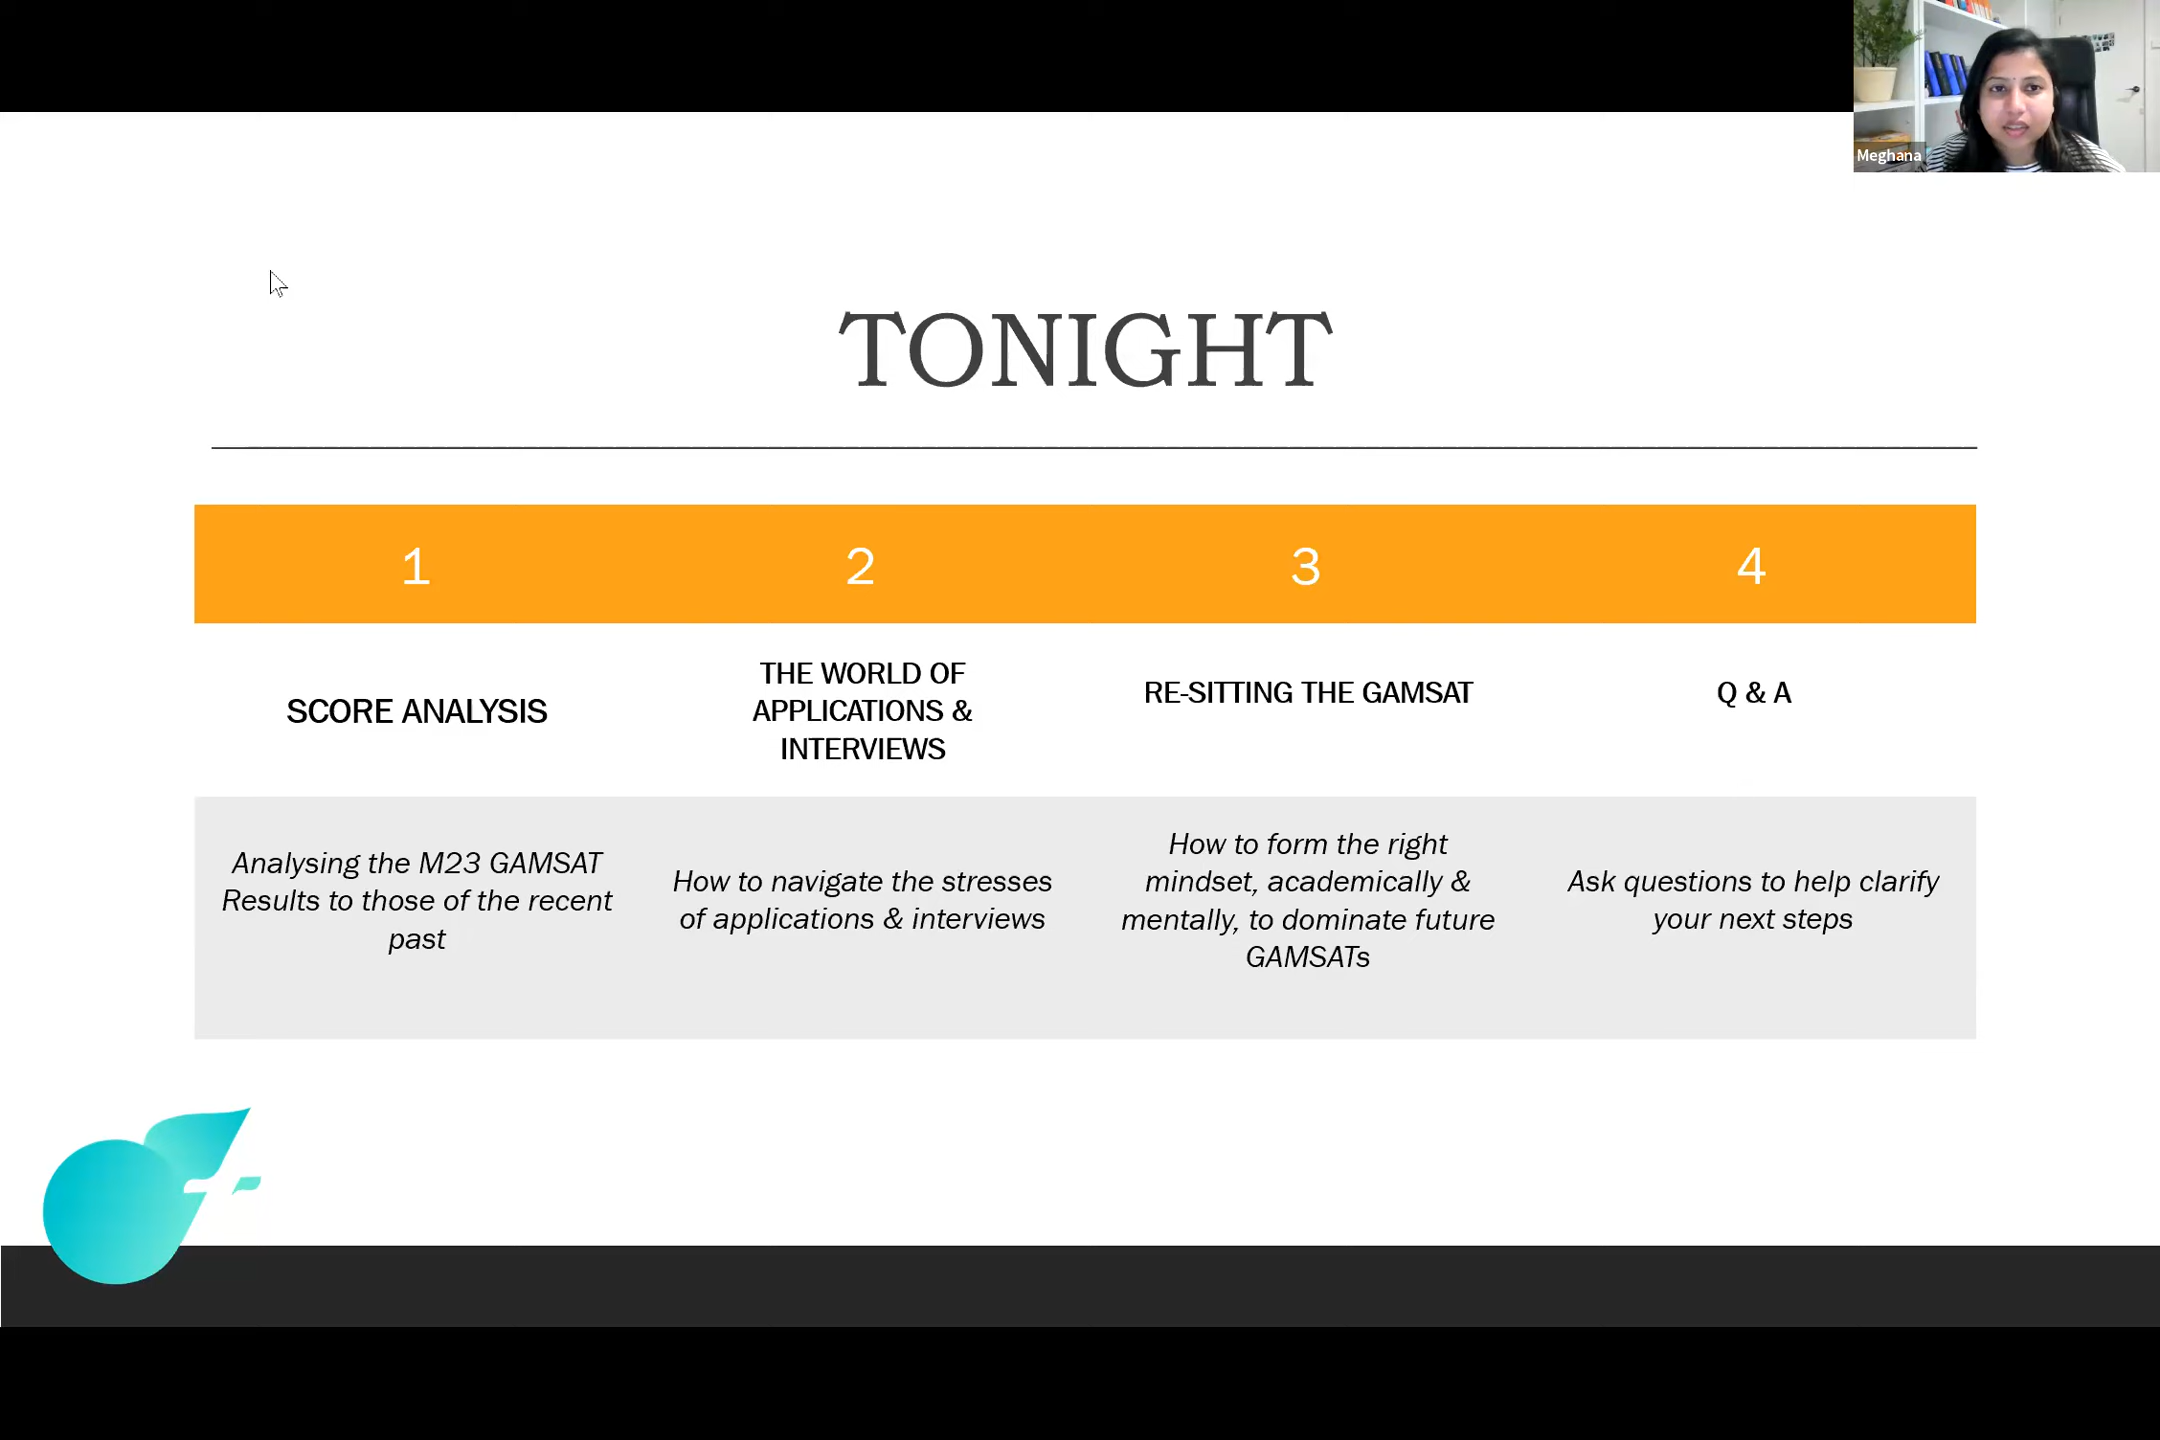 Meghana
TONIGHT
1
2
3
4
SCORE ANALYSIS
THE WORLD OF
APPLICATIONS &
INTERVIEWS
RE-SITTING THE GAMSAT
Q & A
Analysing the M23 GAMSAT
Results to those of the recent
past
How to navigate the stresses
of applications & interviews
How to form the right
mindset, academically &
mentally, to dominate future
GAMSATs
Ask questions to help clarify
your next steps